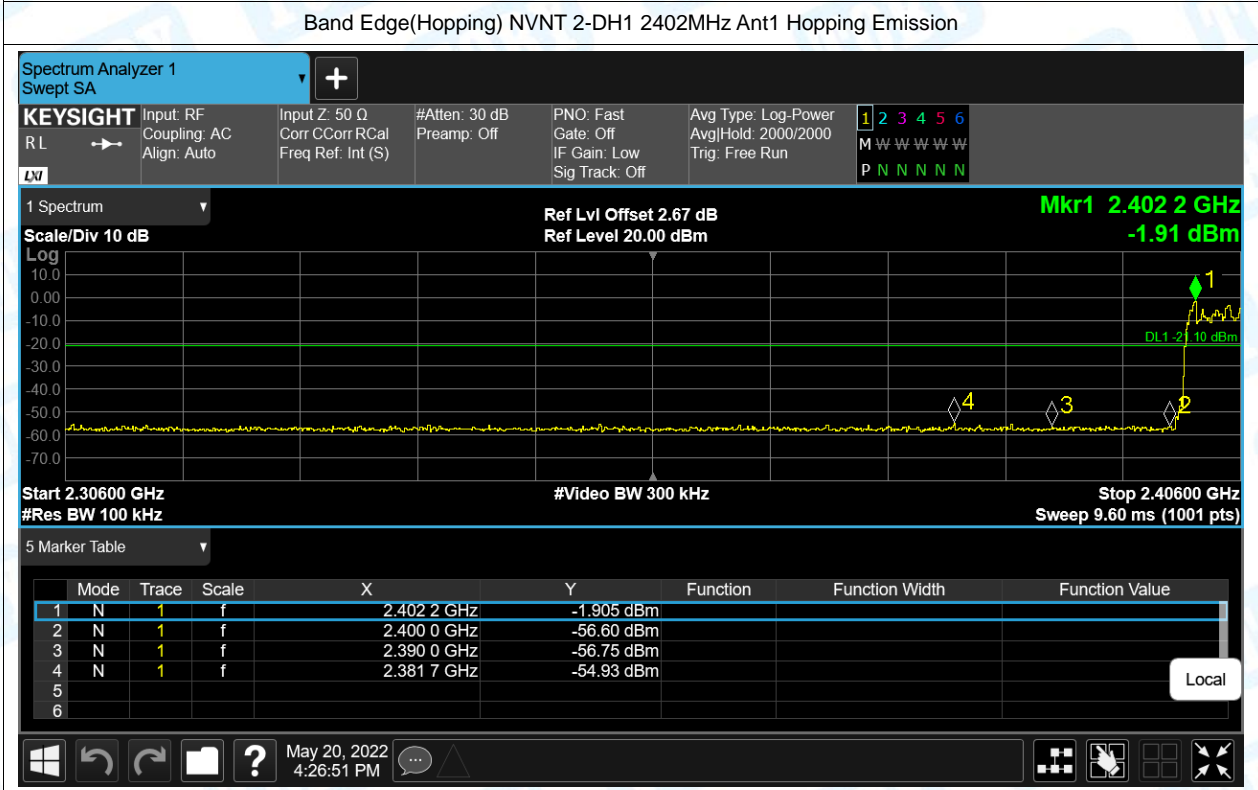 Band Edge(Hopping) NVNT 2-DH1 2402MHz Ant1 Hopping Emission
Spectrum Analyzer 1
Swept SA
+
KEYSIGHT
RL
LXI
Input: RF
Coupling: AC
Align: Auto
Input Z: 50 Ω
Corr CCorr RCal
Freq Ref: Int (S)
#Atten: 30 dB
Preamp: Off
PNO: Fast
Gate: Off
IF Gain: Low
Sig Track: Off
Avg Type: Log-Power
Avg|Hold: 2000/2000
Trig: Free Run
1 2 3 4 5 6
M W W W W W
P N N N N N
1 Spectrum
Scale/Div 10 dB
Ref Lvl Offset 2.67 dB
Ref Level 20.00 dBm
Mkr1 2.402 2 GHz
-1.91 dBm
Log
10.0
0.00
-10.0
-20.0
-30.0
-40.0
-50.0
-60.0
-70.0
1
DL1 -21.10 dBm
4
3
2
Start 2.30600 GHz
#Video BW 300 kHz
Stop 2.40600 GHz
#Res BW 100 kHz
Sweep 9.60 ms (1001 pts)
5 Marker Table
Mode Trace Scale X Y Function Function Width Function Value
1 N 1 f 2.402 2 GHz -1.905 dBm
2 N 1 f 2.400 0 GHz -56.60 dBm
3 N 1 f 2.390 0 GHz -56.75 dBm
4 N 1 f 2.381 7 GHz -54.93 dBm
5
6
Local
?
May 20, 2022
4:26:51 PM